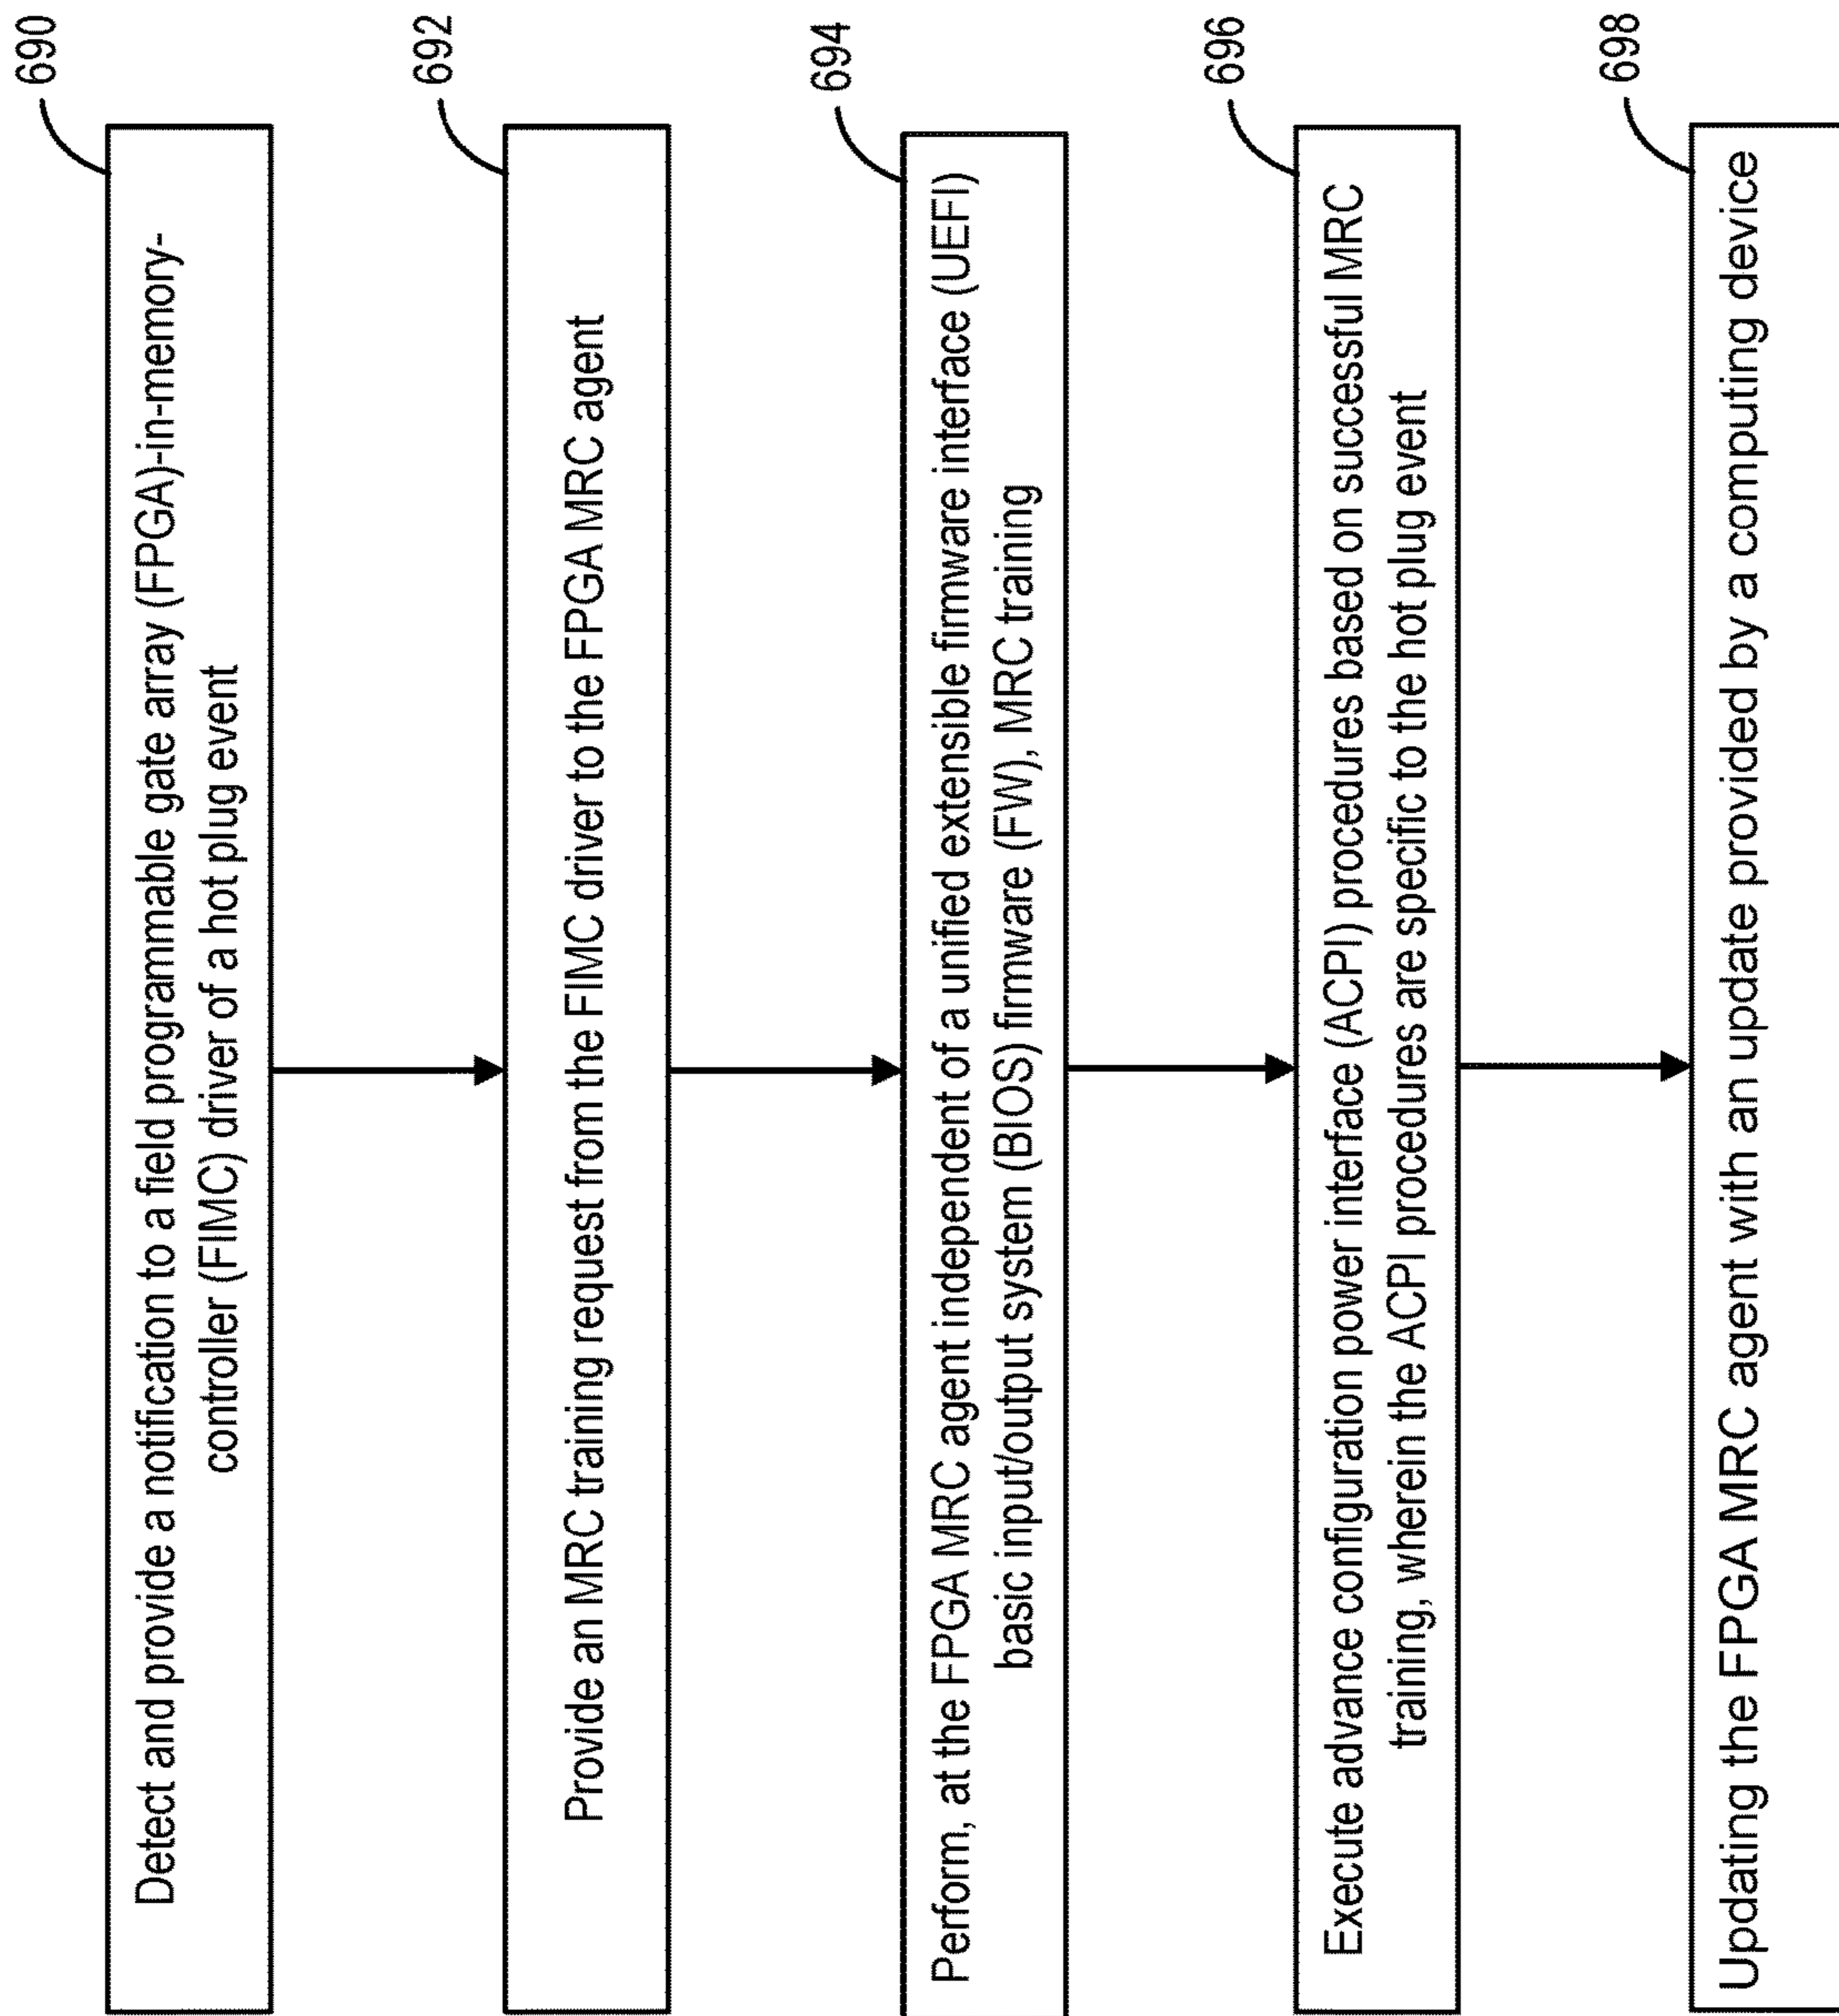 690
Detect and provide a notification to a field programmable gate array (FPGA)-in-memory-
controller (FIMC) driver of a hot plug event
692
Provide an MRC training request from the FIMC driver to the FPGA MRC agent
694
Perform, at the FPGA MRC agent independent of a unified extensible firmware interface (UEFI)
basic input/output system (BIOS) firmware (FW), MRC training
696
Execute advance configuration power interface (ACPI) procedures based on successful MRC
training, wherein the ACPI procedures are specific to the hot plug event
698
Updating the FPGA MRC agent with an update provided by a computing device